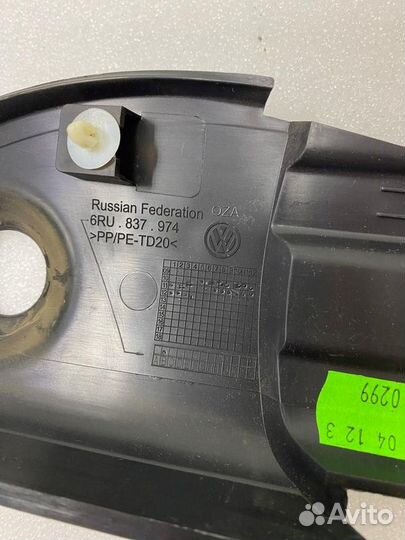 Russian Federation OZA
6RU . 837 . 974
>PP/PE-TD20<
04 12 3
0299
Avito